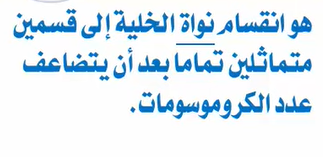 هو انقسام نواة الخلية إلى قسمين
متماثلين تماما بعد أن يتضاعف
عدد الكروموسومات.